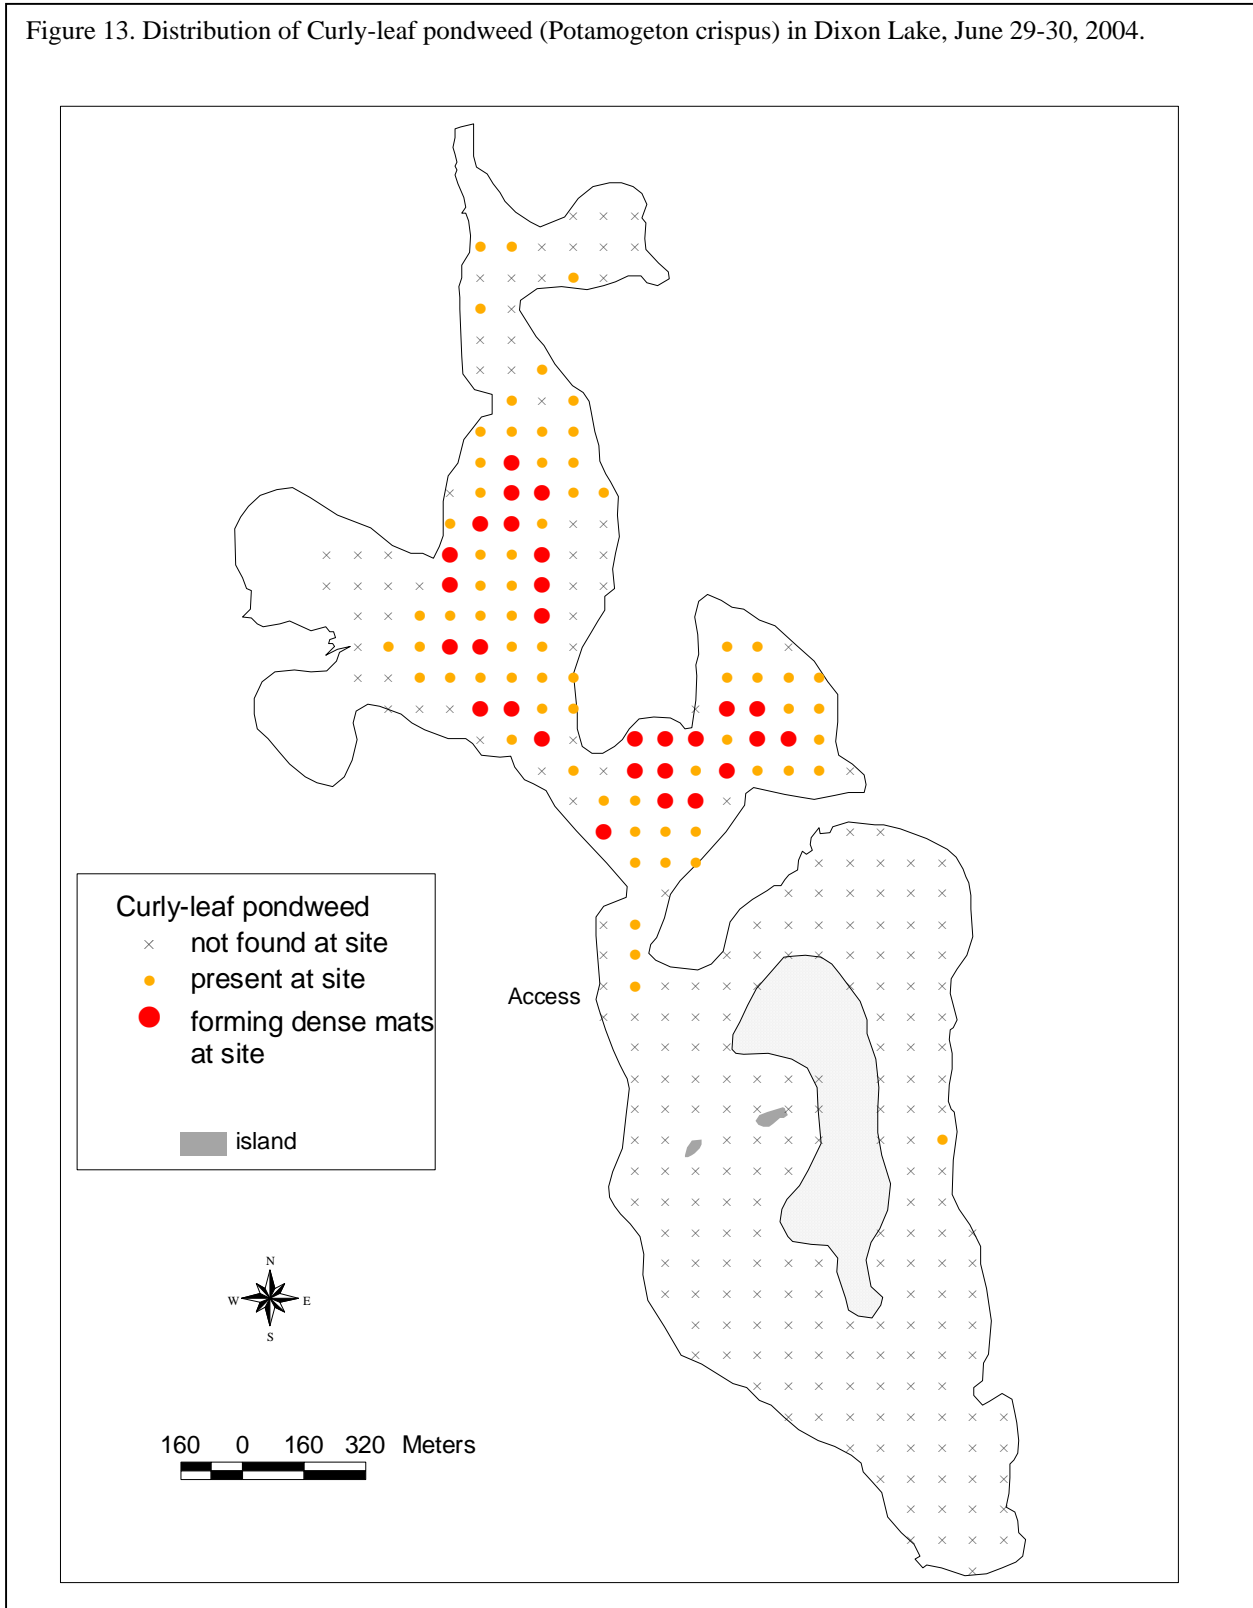 Figure 13. Distribution of Curly-leaf pondweed (Potamogeton crispus) in Dixon Lake, June 29-30, 2004.
Curly-leaf pondweed
not found at site
present at site
forming dense mats
at site
island
Access
N
W E
S
160 0 160 320 Meters